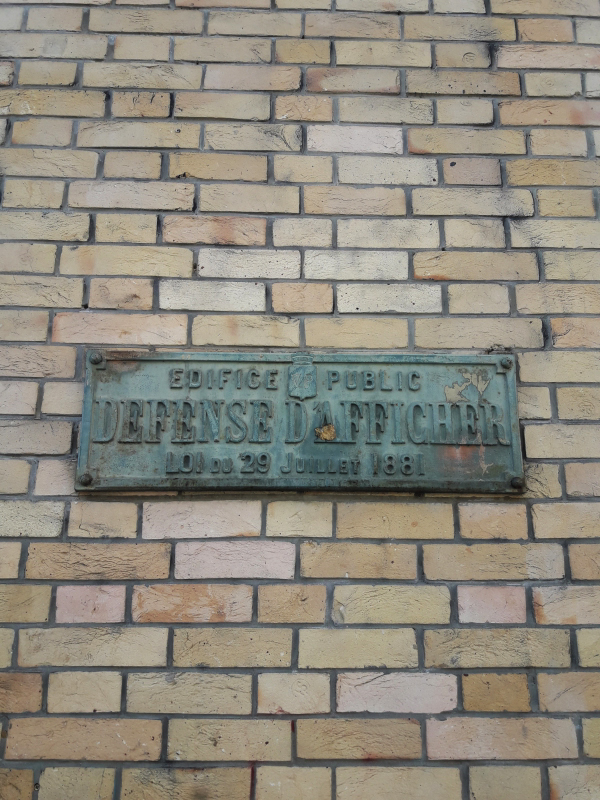 EDIFICE PUBLIC
DEFENSE D'AFFICHER
LOI DU 29 JUILLET 1881